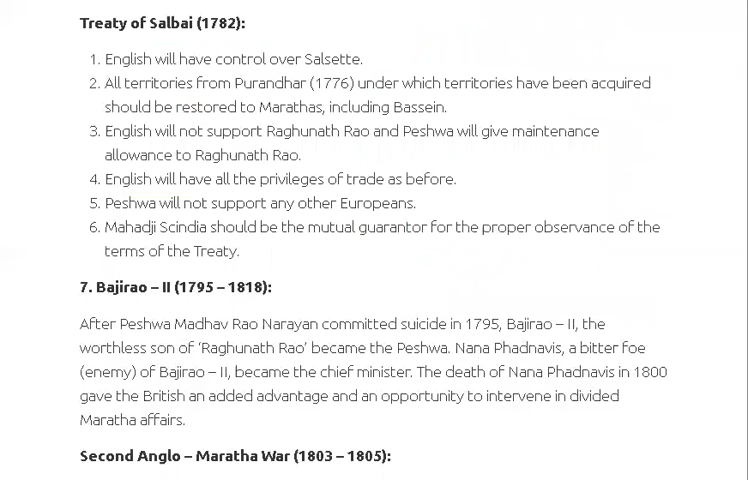 Treaty of Salbai (1782):
1. English will have control over Salsette.
2. All territories from Purandhar (1776) under which territories have been acquired
should be restored to Marathas, including Bassein.
3. English will not support Raghunath Rao and Peshwa will give maintenance
allowance to Raghunath Rao.
4. English will have all the privileges of trade as before.
5. Peshwa will not support any other Europeans.
6. Mahadji Scindia should be the mutual guarantor for the proper observance of the
terms of the Treaty.
7. Bajirao – II (1795 – 1818):
After Peshwa Madhav Rao Narayan committed suicide in 1795, Bajirao – II, the
worthless son of ‘Raghunath Rao’ became the Peshwa. Nana Phadnavis, a bitter foe
(enemy) of Bajirao – II, became the chief minister. The death of Nana Phadnavis in 1800
gave the British an added advantage and an opportunity to intervene in divided
Maratha affairs.
Second Anglo – Maratha War (1803 – 1805):